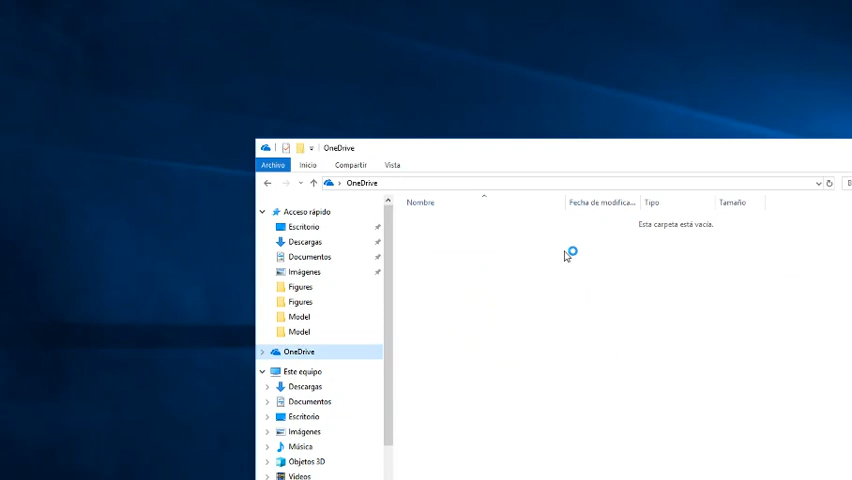 OneDrive
Archivo Inicio Compartir Vista
OneDrive
Nombre Fecha de modifica... Tipo Tamaño
Esta carpeta está vacía.
Acceso rápido
Escritorio
Descargas
Documentos
Imágenes
Figures
Figures
Model
Model
OneDrive
Este equipo
Descargas
Documentos
Escritorio
Imágenes
Música
Objetos 3D
Videos